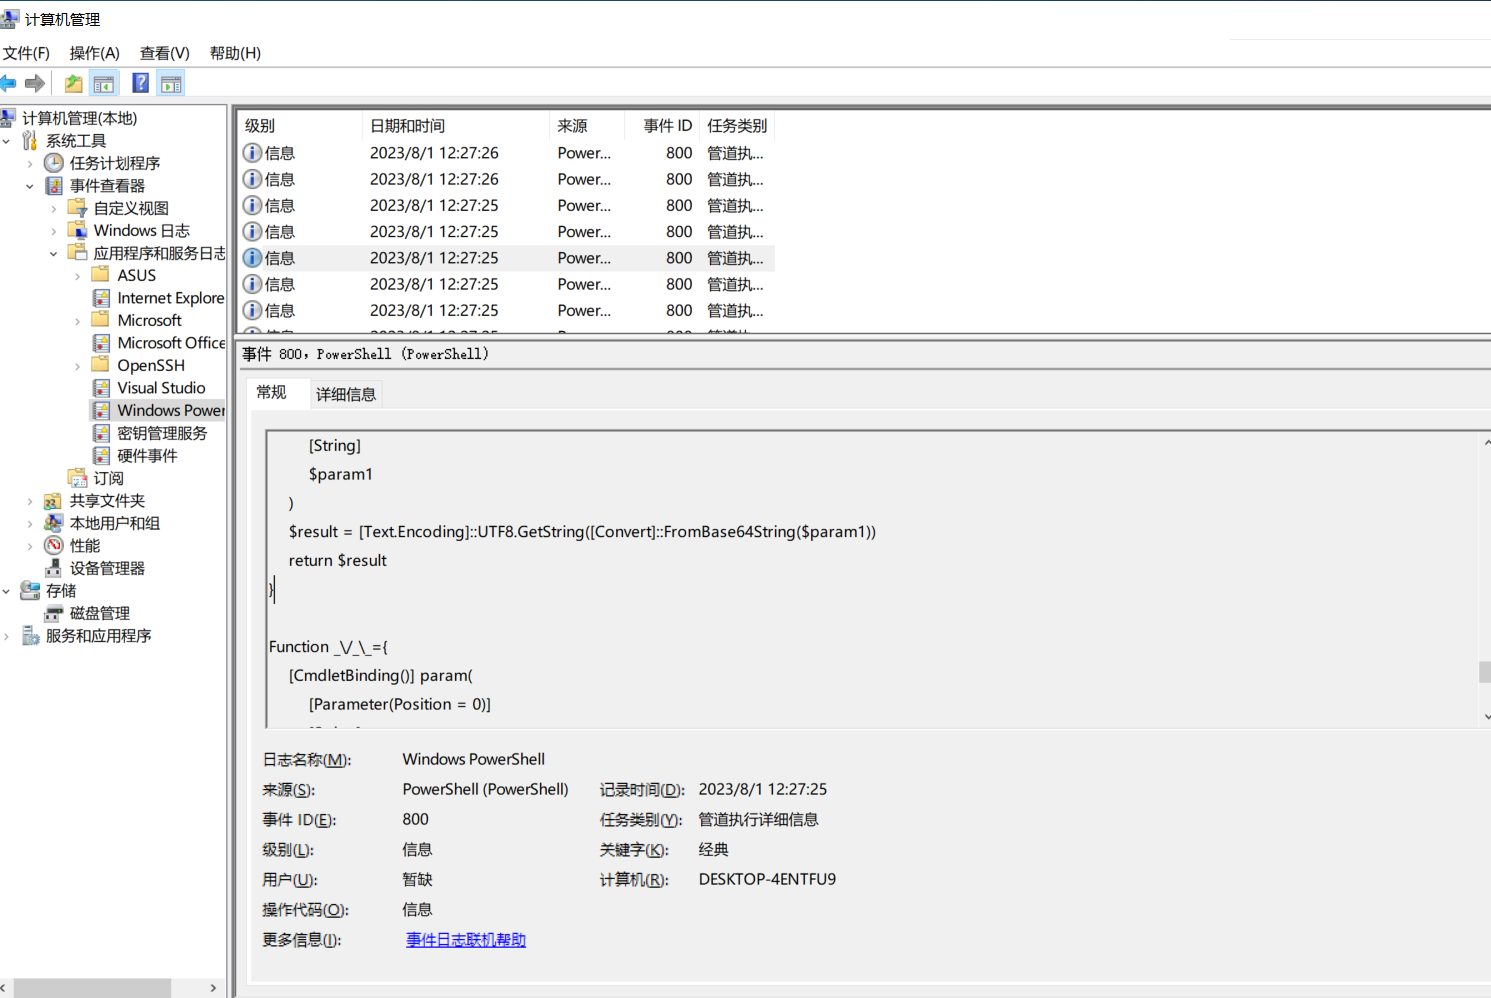 计算机管理
文件(F) 操作(A) 查看(V) 帮助(H)
计算机管理(本地)
系统工具
任务计划程序
事件查看器
自定义视图
Windows 日志
应用程序和服务日志
ASUS
Internet Explore
Microsoft
Microsoft Office
OpenSSH
Visual Studio
Windows Power
密钥管理服务
硬件事件
订阅
共享文件夹
本地用户和组
性能
设备管理器
存储
磁盘管理
服务和应用程序
级别 日期和时间 来源 事件 ID 任务类别
信息 2023/8/1 12:27:26 Power... 800 管道执...
信息 2023/8/1 12:27:26 Power... 800 管道执...
信息 2023/8/1 12:27:25 Power... 800 管道执...
信息 2023/8/1 12:27:25 Power... 800 管道执...
信息 2023/8/1 12:27:25 Power... 800 管道执...
信息 2023/8/1 12:27:25 Power... 800 管道执...
信息 2023/8/1 12:27:25 Power... 800 管道执...
事件 800，PowerShell (PowerShell)
常规 详细信息
[String]
$param1
)
$result = [Text.Encoding]::UTF8.GetString([Convert]::FromBase64String($param1))
return $result
}
Function _\/_\_={
[CmdletBinding()] param(
[Parameter(Position = 0)]
日志名称(M): Windows PowerShell
来源(S): PowerShell (PowerShell) 记录时间(D): 2023/8/1 12:27:25
事件 ID(E): 800 任务类别(Y): 管道执行详细信息
级别(L): 信息 关键字(K): 经典
用户(U): 暂缺 计算机(R): DESKTOP-4ENTFU9
操作代码(O): 信息
更多信息(I): 事件日志联机帮助